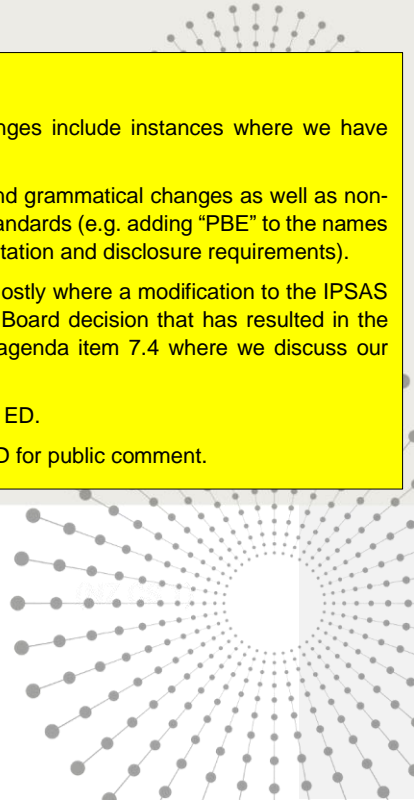 nges include instances where we have
nd grammatical changes as well as non-
tandards (e.g. adding “PBE” to the names
tation and disclosure requirements).
ostly where a modification to the IPSAS
Board decision that has resulted in the
agenda item 7.4 where we discuss our
ED.
D for public comment.